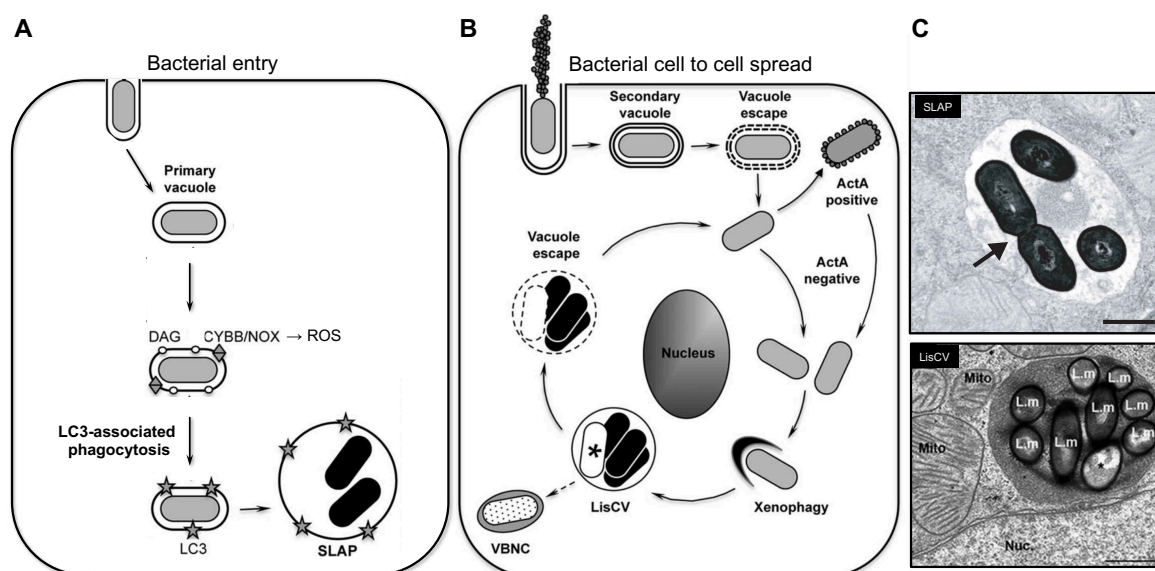 A
Bacterial entry
Primary
vacuole
DAG
CYBB/NOX → ROS
LC3-associated
phagocytosis
LC3
SLAP
B
Bacterial cell to cell spread
Secondary
vacuole
Vacuole
escape
ActA
positive
Vacuole
escape
ActA
negative
Nucleus
*
LisCV
VBNC
Xenophagy
C
SLAP
LisCV
Mito
Mito
L.m
L.m
L.m
L.m
L.m
L.m
L.m
L.m
*
Nuc.